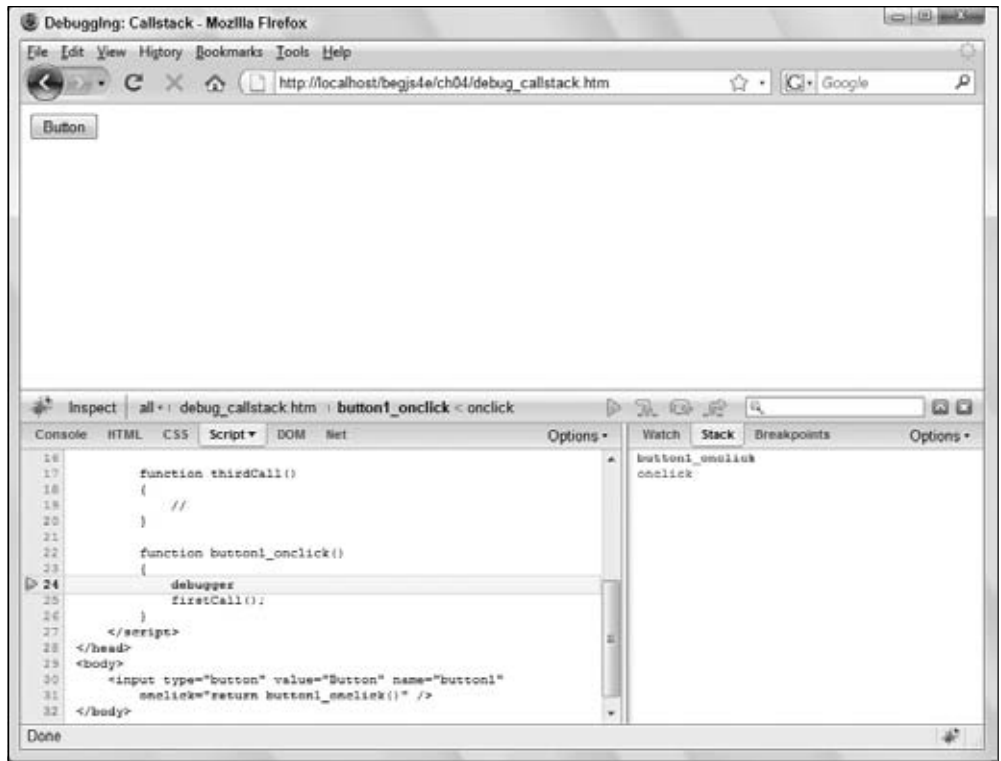 Debugging: Callstack - Mozilla Firefox
File Edit View History Bookmarks Tools Help
http://localhost/begjs4e/ch04/debug_callstack.htm
G Google
Button
Inspect all debug_callstack.htm button1_onclick < onclick
Console HTML CSS Script DOM Net Options
Watch Stack Breakpoints Options
button1_onclick
onclick
16
17 function thirdCall()
18 {
19 //
20 }
21
22 function button1_onclick()
23 {
24 debugger
25 firstCall();
26 }
27 </script>
28 </head>
29 <body>
30 <input type="button" value="Button" name="button1"
31 onclick="return button1_onclick()" />
32 </body>
Done